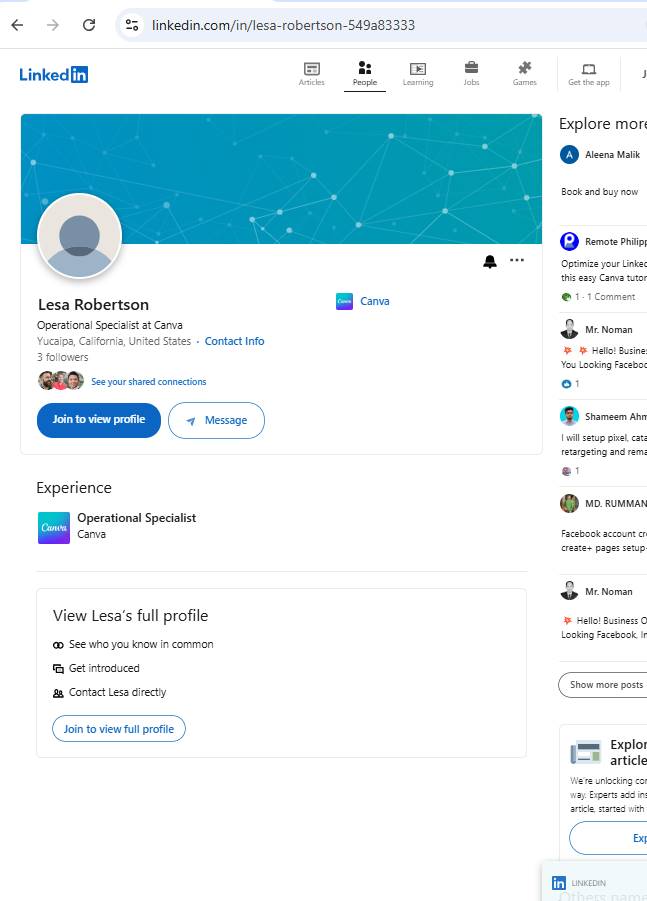 linkedin.com/in/lesa-robertson-549a83333
Linkedin
Articles
People
Learning
Jobs
Games
Get the app
Lesa Robertson
Canva
Canva
Operational Specialist at Canva
Yucaipa, California, United States · Contact Info
3 followers
See your shared connections
Join to view profile
Message
Experience
Canva
Operational Specialist
Canva
View Lesa's full profile
See who you know in common
Get introduced
Contact Lesa directly
Join to view full profile
Explore more
A
Aleena Malik
Book and buy now
Remote Philipp
Optimize your Linked
this easy Canva tutor
1 · 1 Comment
Mr. Noman
Hello! Busines
You Looking Faceboo
1
Shameem Ahm
I will setup pixel, cata
retargeting and rema
1
MD. RUMMAN
Facebook account cr
create+ pages setup
Mr. Noman
Hello! Business O
Looking Facebook, In
Show more posts
Explor
article
We're unlocking co
way. Experts add ins
article, started with
Exp
in LINKEDIN
Others name